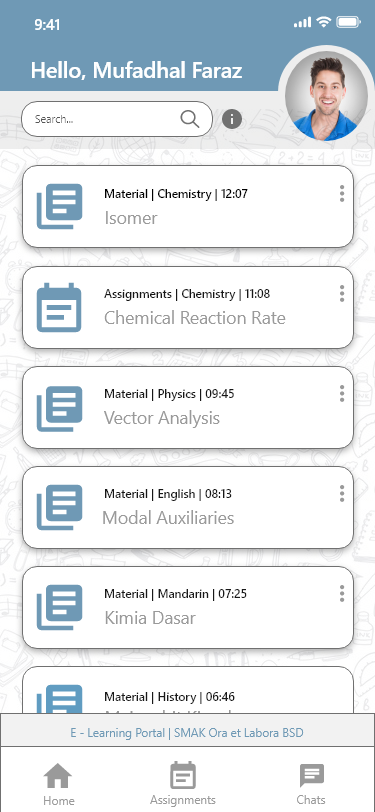 9:41
Hello, Mufadhal Faraz
Search...
i
Material | Chemistry | 12:07
Isomer
Assignments | Chemistry | 11:08
Chemical Reaction Rate
Material | Physics | 09:45
Vector Analysis
Material | English | 08:13
Modal Auxiliaries
Material | Mandarin | 07:25
Kimia Dasar
Material | History | 06:46
E - Learning Portal | SMAK Ora et Labora BSD
Home
Assignments
Chats